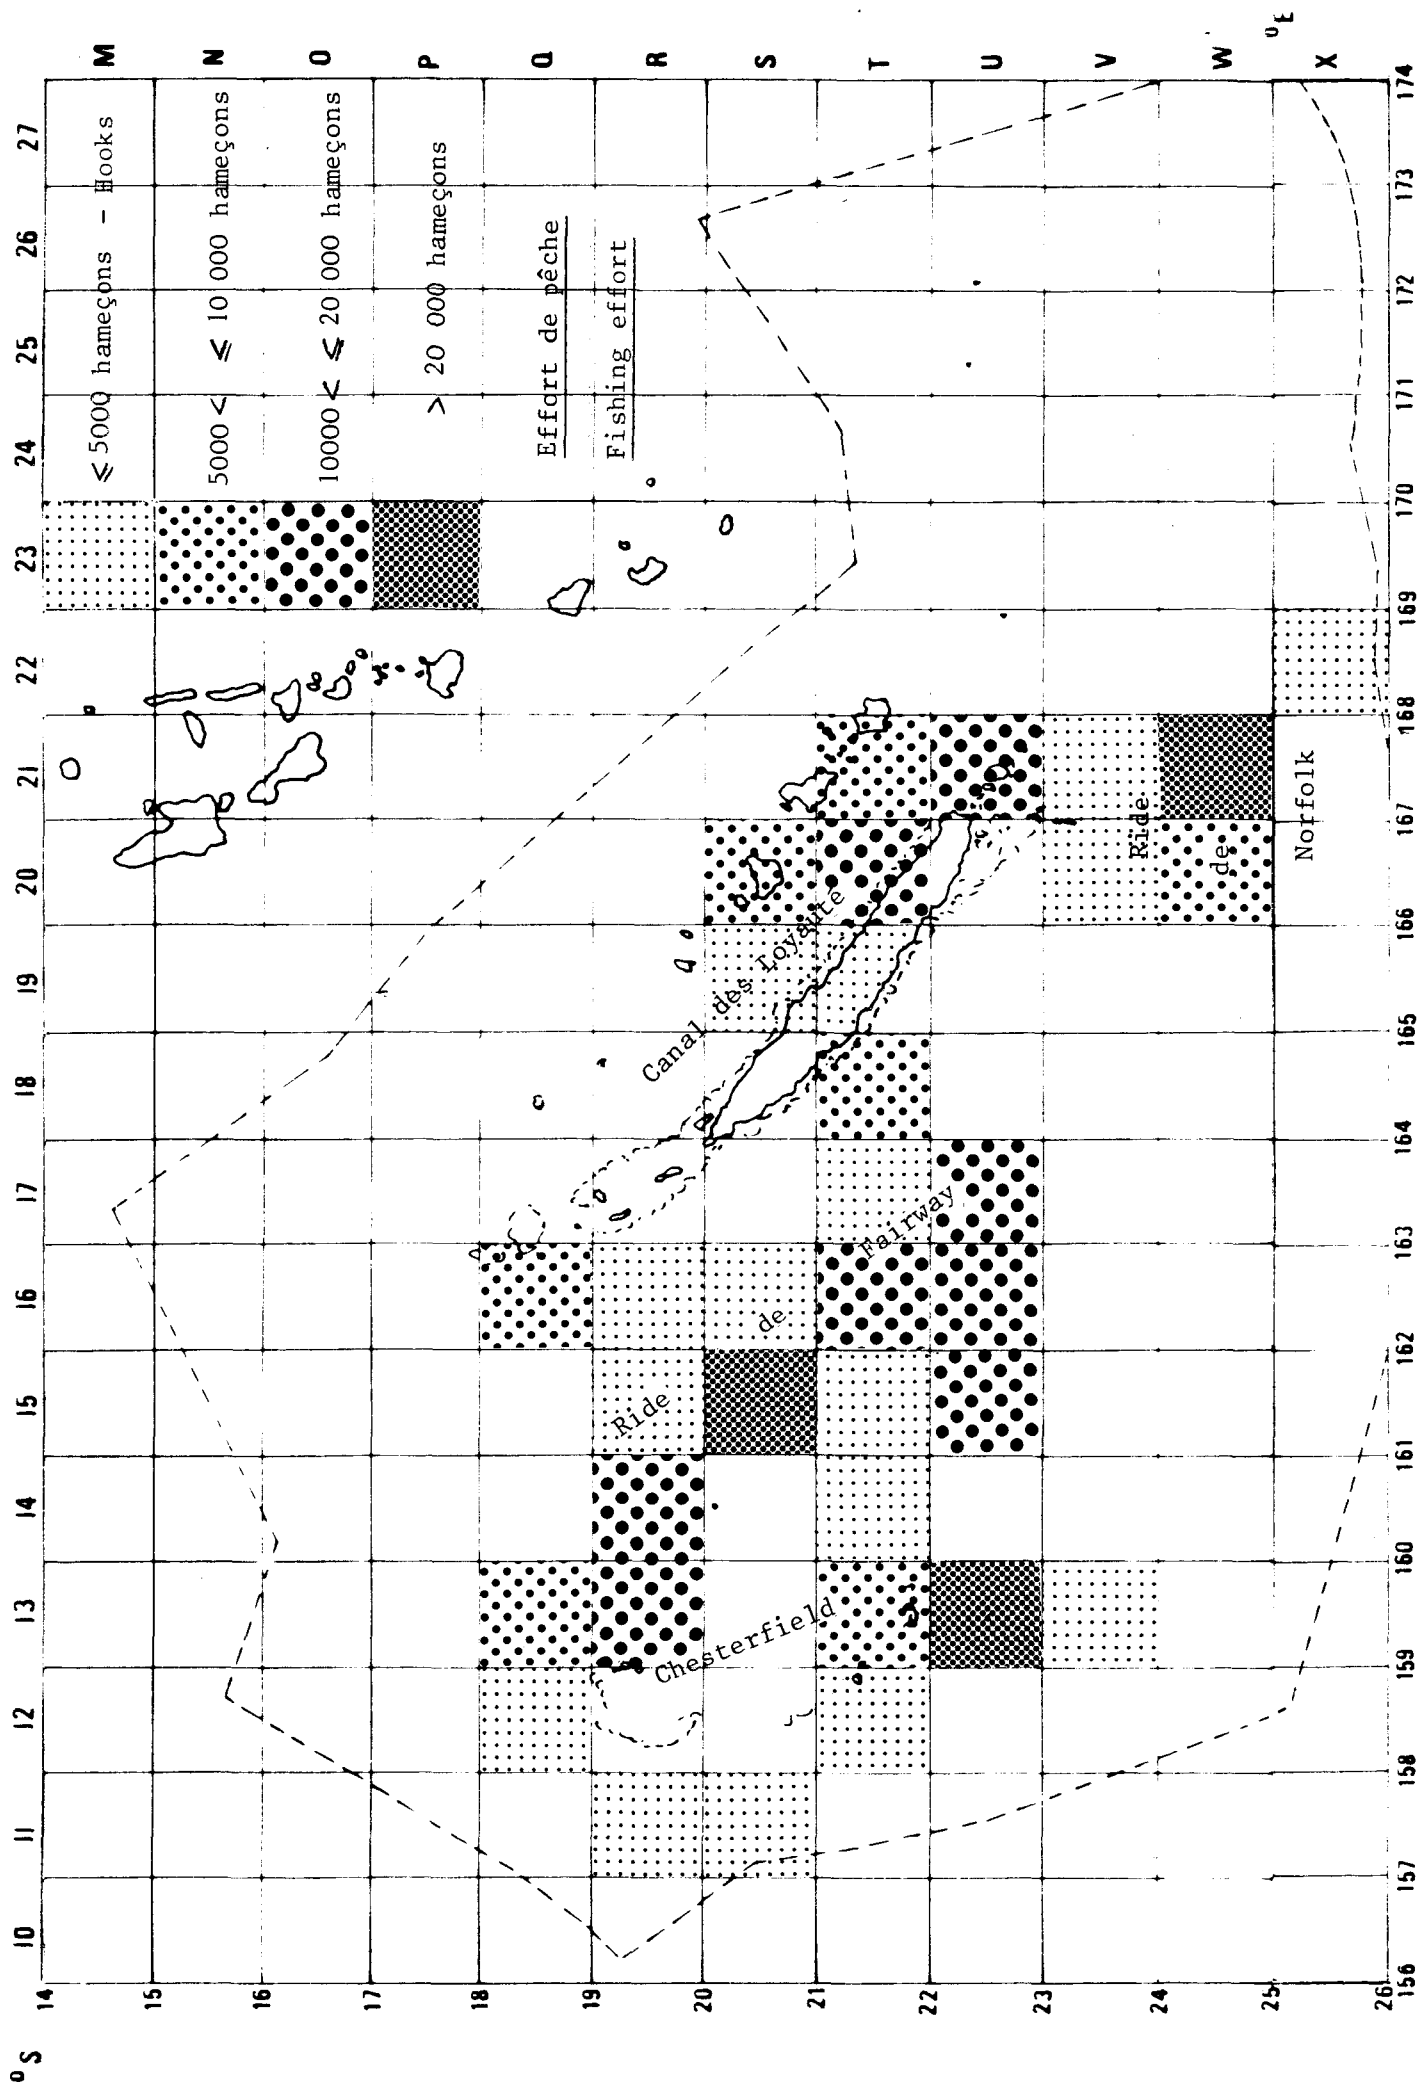 10 11 12 13 14 15 16 17 18 19 20 21 22 23 24 25 26 27
°S
14
15
16
17
18
19
20
21
22
23
24
25
26
M
N
O
P
Q
R
S
T
U
V
W
X
⩽ 5000 hameçons - Hooks
5000 < ⩽ 10 000 hameçons
10000 < ⩽ 20 000 hameçons
> 20 000 hameçons
Effort de pêche
Fishing effort
Canal des Loyauté
Ride de Fairway
Chesterfield
Ride
de
Norfolk
156 157 158 159 160 161 162 163 164 165 166 167 168 169 170 171 172 173 174
°E